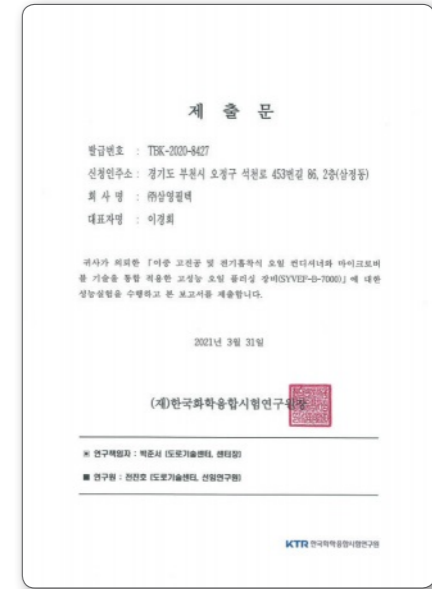 제 출 문
발급번호 : TBK-2020-8427
신청인주소 : 경기도 부천시 오정구 석천로 453번길 86, 2층(삼정동)
회 사 명 : ㈜삼영필텍
대표자명 : 이경희
귀사가 의뢰한 「이중 고진공 및 전기흡착식 오일 컨디셔너와 마이크로버
블 기술을 통합 적용한 고성능 오일 플러싱 장비(SYVEF-B-7000)」에 대한
성능실험을 수행하고 본 보고서를 제출합니다.
2021년 3월 31일
(재)한국화학융합시험연구원장
▣ 연구책임자 : 박준서 (도로기술센터, 센터장)
■ 연구원 : 전진호 (도로기술센터, 선임연구원)
KTR 한국화학융합시험연구원